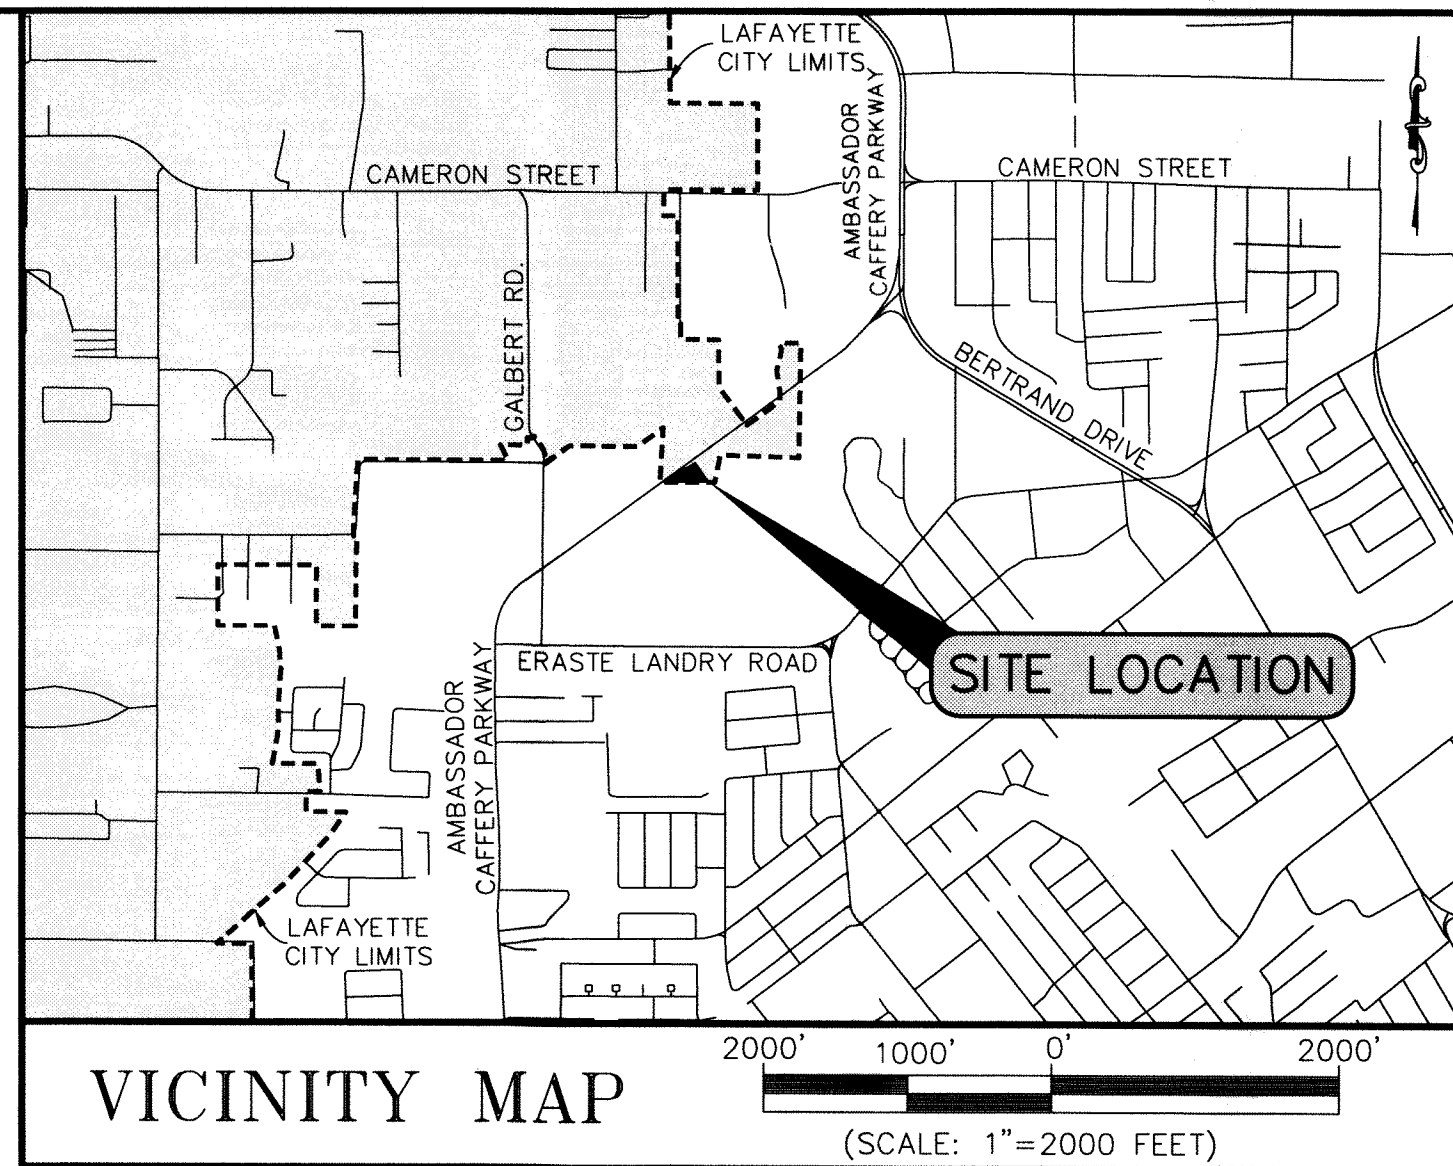 LAFAYETTE
CITY LIMITS
AMBASSADOR
CAFFERY PARKWAY
CAMERON STREET
CAMERON STREET
GALBERT RD.
BERTRAND DRIVE
ERASTE LANDRY ROAD
SITE LOCATION
AMBASSADOR
CAFFERY PARKWAY
LAFAYETTE
CITY LIMITS
VICINITY MAP
2000' 1000' 0' 2000'
(SCALE: 1"=2000 FEET)